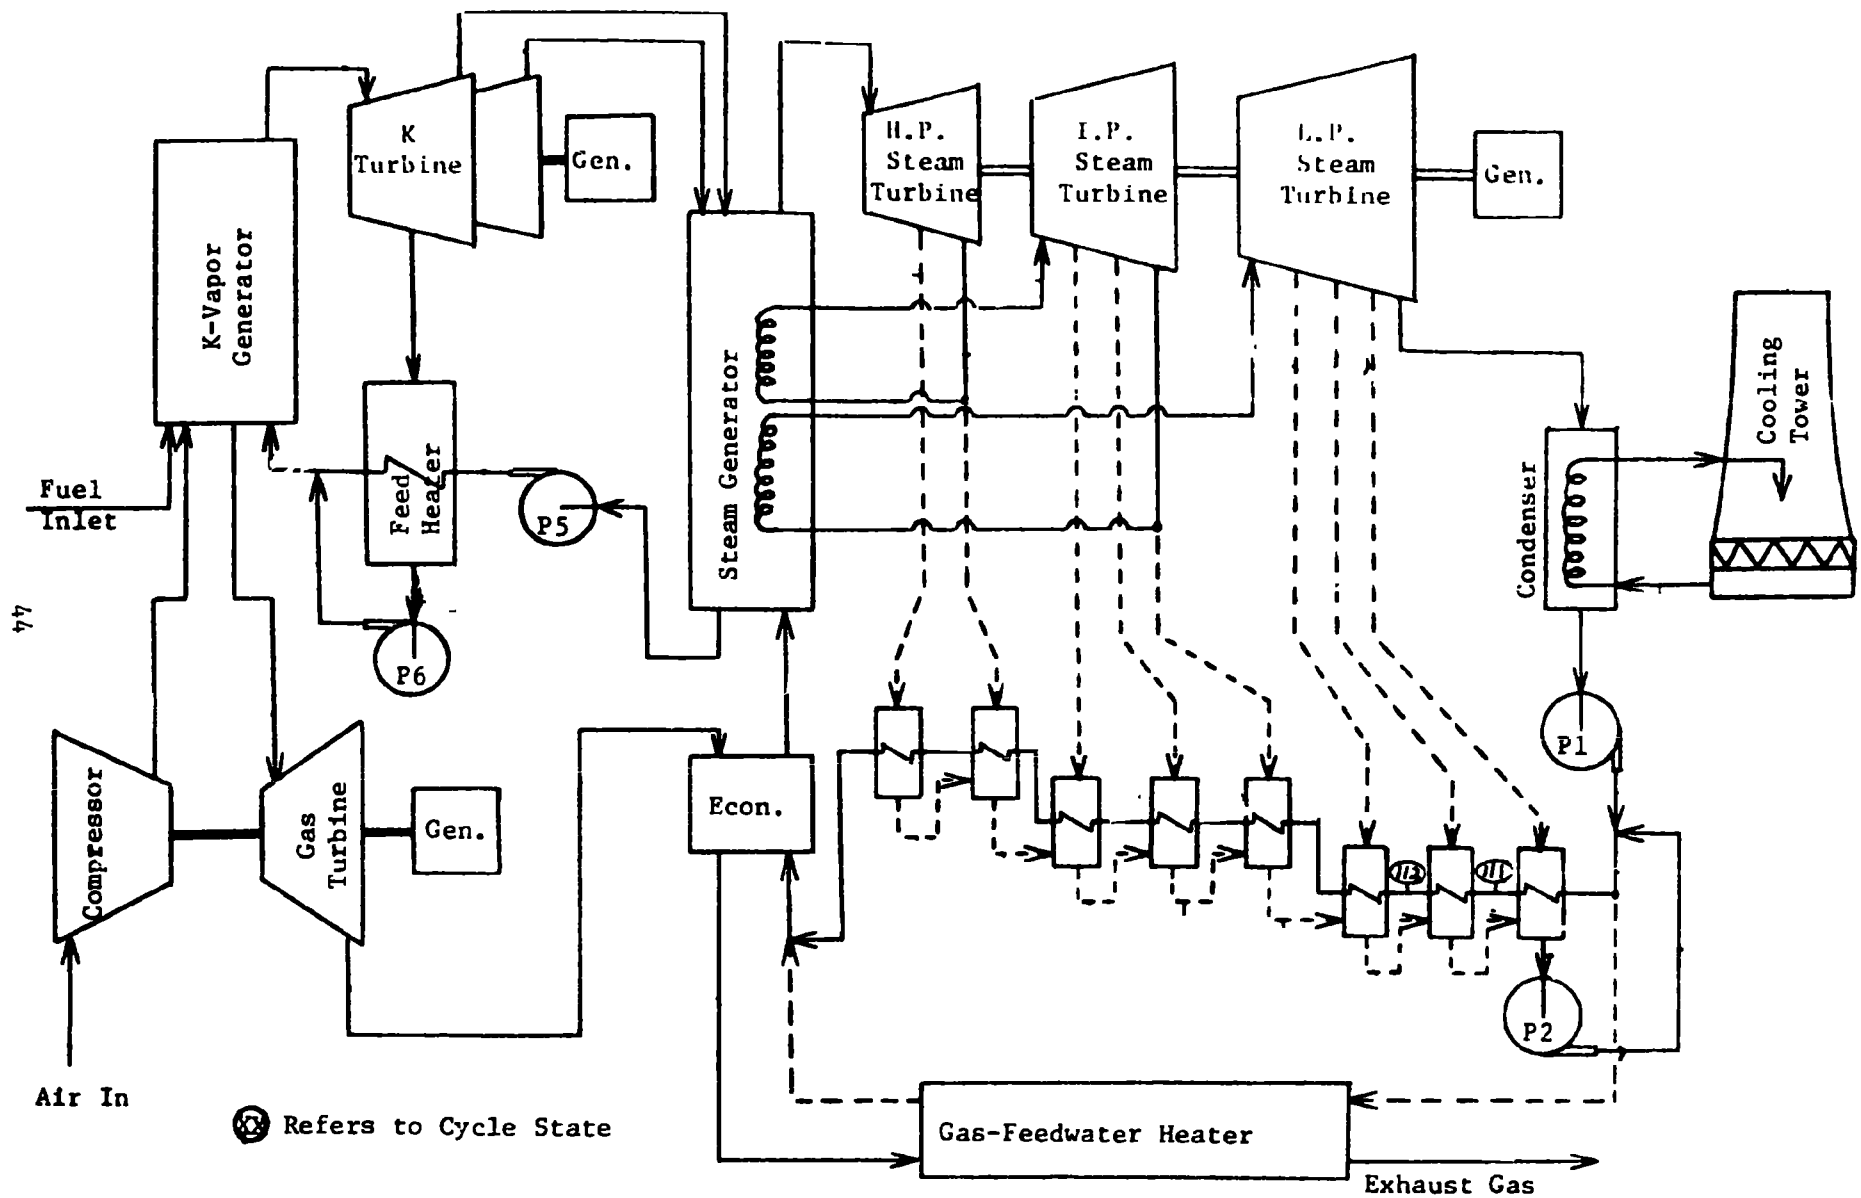 K
Turbine
Gen.
H.P.
Steam
Turbine
I.P.
Steam
Turbine
L.P.
Steam
Turbine
Gen.
K-Vapor
Generator
Steam Generator
Cooling
Tower
Condenser
Feed
Heater
Fuel
Inlet
P5
P6
44
P1
Compressor
Gas
Turbine
Gen.
Econ.
113
111
P2
Air In
Refers to Cycle State
Gas-Feedwater Heater
Exhaust Gas